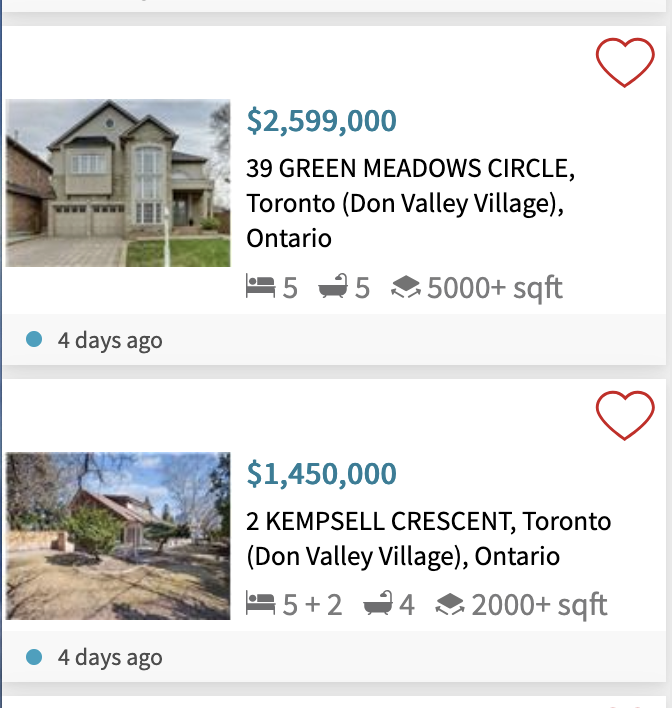 $2,599,000
39 GREEN MEADOWS CIRCLE,
Toronto (Don Valley Village),
Ontario
5 5 5000+ sqft
4 days ago
$1,450,000
2 KEMPSELL CRESCENT, Toronto
(Don Valley Village), Ontario
5 + 2 4 2000+ sqft
4 days ago